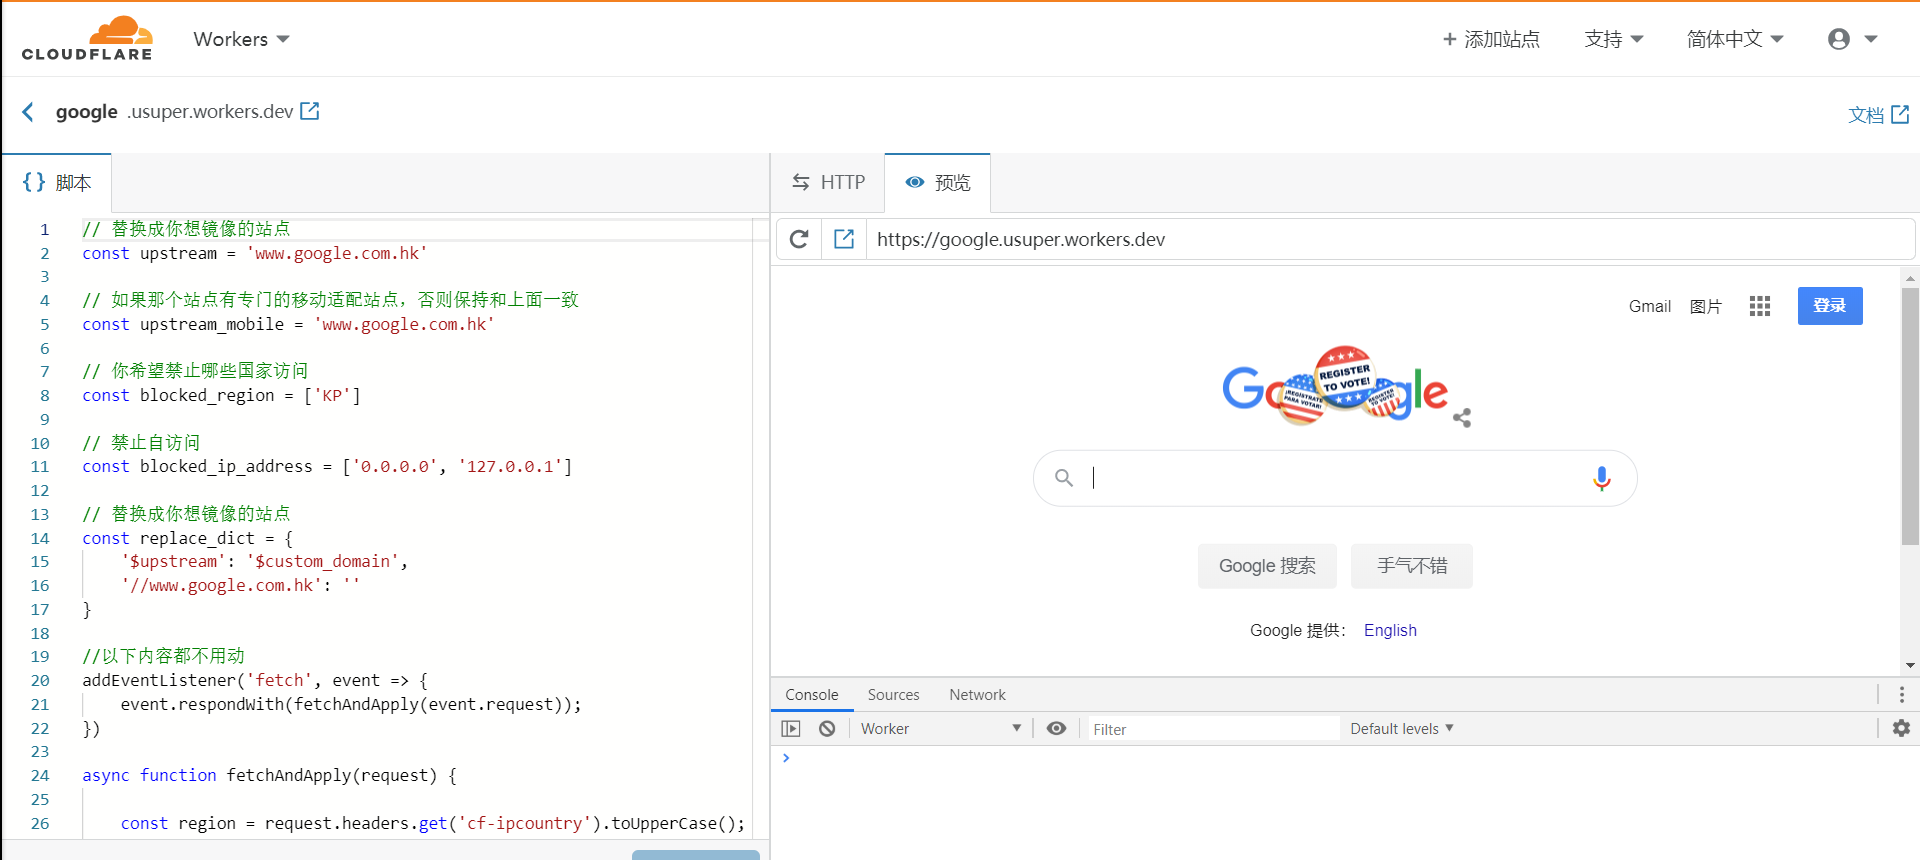 CLOUDFLARE
Workers
+ 添加站点
支持
简体中文
google .usuper.workers.dev
文档
{} 脚本
1 // 替换成你想镜像的站点
2 const upstream = 'www.google.com.hk'
3
4 // 如果那个站点有专门的移动适配站点，否则保持和上面一致
5 const upstream_mobile = 'www.google.com.hk'
6
7 // 你希望禁止哪些国家访问
8 const blocked_region = ['KP']
9
10 // 禁止自访问
11 const blocked_ip_address = ['0.0.0.0', '127.0.0.1']
12
13 // 替换成你想镜像的站点
14 const replace_dict = {
15 '$upstream': '$custom_domain',
16 '//www.google.com.hk': ''
17 }
18
19 //以下内容都不用动
20 addEventListener('fetch', event => {
21 event.respondWith(fetchAndApply(event.request));
22 })
23
24 async function fetchAndApply(request) {
25
26 const region = request.headers.get('cf-ipcountry').toUpperCase();
HTTP
预览
https://google.usuper.workers.dev
Gmail
图片
登录
Google
REGISTER TO VOTE!
¡REGÍSTRATE PARA VOTAR!
REGISTER TO VOTE!
Google 搜索
手气不错
Google 提供： English
Console
Sources
Network
Worker
Filter
Default levels